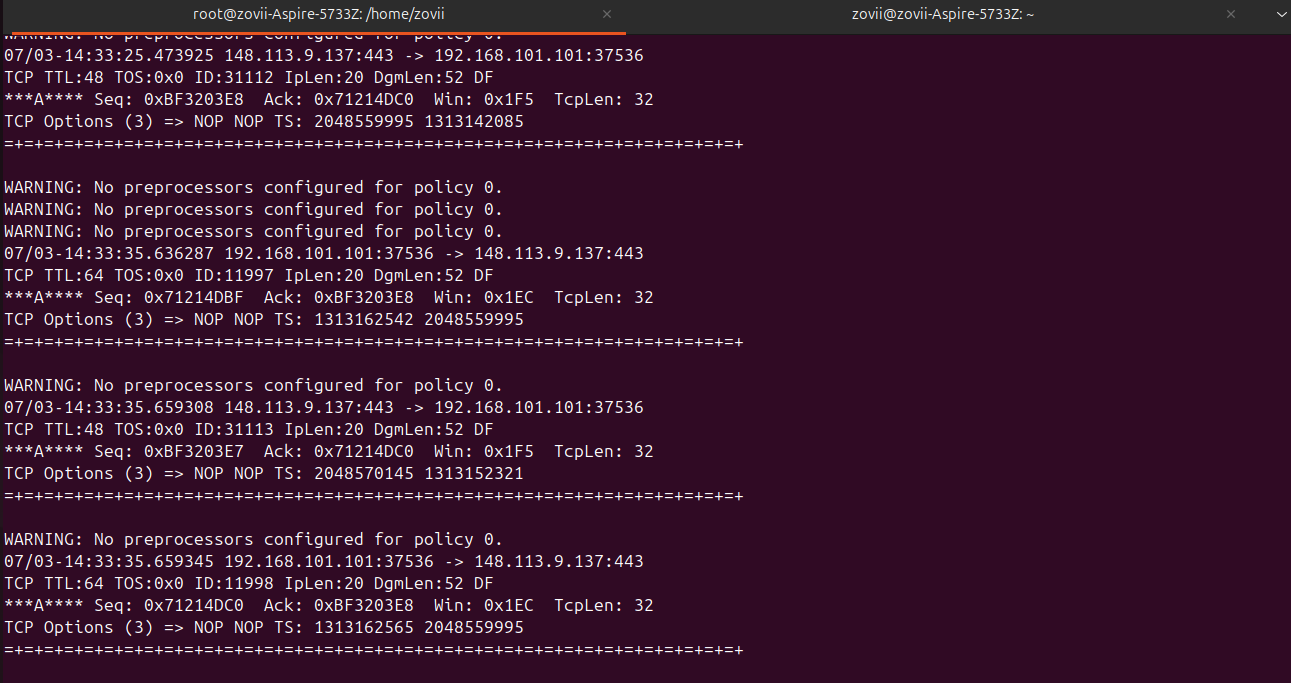 root@zovii-Aspire-5733Z: /home/zovii
zovii@zovii-Aspire-5733Z: ~
WARNING: No preprocessors configured for policy 0.
07/03-14:33:25.473925 148.113.9.137:443 -> 192.168.101.101:37536
TCP TTL:48 TOS:0x0 ID:31112 IpLen:20 DgmLen:52 DF
***A**** Seq: 0xBF3203E8  Ack: 0x71214DC0  Win: 0x1F5  TcpLen: 32
TCP Options (3) => NOP NOP TS: 2048559995 1313142085
=+=+=+=+=+=+=+=+=+=+=+=+=+=+=+=+=+=+=+=+=+=+=+=+=+=+=+=+=+=+=+=+=+=+=+=+=+
WARNING: No preprocessors configured for policy 0.
WARNING: No preprocessors configured for policy 0.
WARNING: No preprocessors configured for policy 0.
07/03-14:33:35.636287 192.168.101.101:37536 -> 148.113.9.137:443
TCP TTL:64 TOS:0x0 ID:11997 IpLen:20 DgmLen:52 DF
***A**** Seq: 0x71214DBF  Ack: 0xBF3203E8  Win: 0x1EC  TcpLen: 32
TCP Options (3) => NOP NOP TS: 1313162542 2048559995
=+=+=+=+=+=+=+=+=+=+=+=+=+=+=+=+=+=+=+=+=+=+=+=+=+=+=+=+=+=+=+=+=+=+=+=+=+
WARNING: No preprocessors configured for policy 0.
07/03-14:33:35.659308 148.113.9.137:443 -> 192.168.101.101:37536
TCP TTL:48 TOS:0x0 ID:31113 IpLen:20 DgmLen:52 DF
***A**** Seq: 0xBF3203E7  Ack: 0x71214DC0  Win: 0x1F5  TcpLen: 32
TCP Options (3) => NOP NOP TS: 2048570145 1313152321
=+=+=+=+=+=+=+=+=+=+=+=+=+=+=+=+=+=+=+=+=+=+=+=+=+=+=+=+=+=+=+=+=+=+=+=+=+
WARNING: No preprocessors configured for policy 0.
07/03-14:33:35.659345 192.168.101.101:37536 -> 148.113.9.137:443
TCP TTL:64 TOS:0x0 ID:11998 IpLen:20 DgmLen:52 DF
***A**** Seq: 0x71214DC0  Ack: 0xBF3203E8  Win: 0x1EC  TcpLen: 32
TCP Options (3) => NOP NOP TS: 1313162565 2048559995
=+=+=+=+=+=+=+=+=+=+=+=+=+=+=+=+=+=+=+=+=+=+=+=+=+=+=+=+=+=+=+=+=+=+=+=+=+